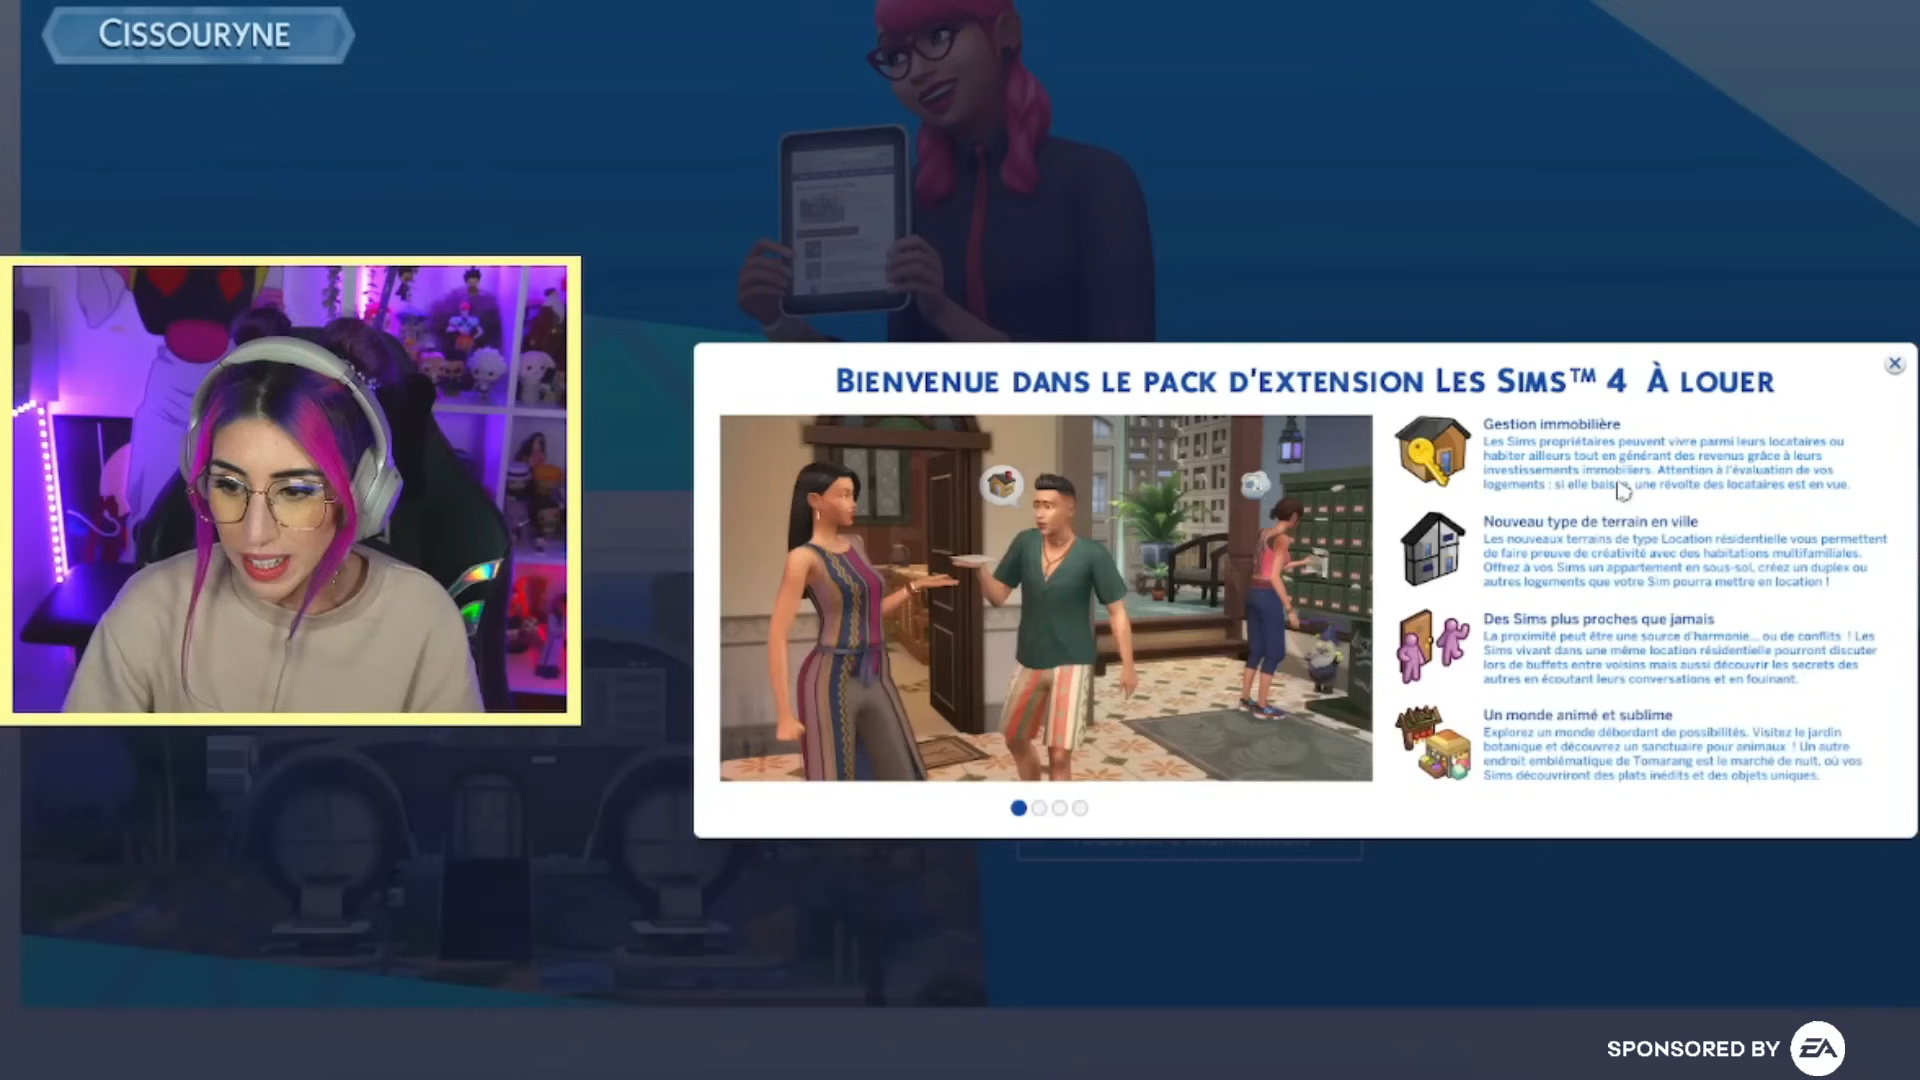 CISSOURYNE
BIENVENUE DANS LE PACK D'EXTENSION LES SIMS™ 4 À LOUER
Gestion immobilière
Les Sims propriétaires peuvent vivre parmi leurs locataires ou
habiter ailleurs tout en générant des revenus grâce à leurs
investissements immobiliers. Attention à l'évaluation de vos
logements : si elle baisse, une révolte des locataires est en vue.
Nouveau type de terrain en ville
Les nouveaux terrains de type Location résidentielle vous permettent
de faire preuve de créativité avec des habitations multifamiliales.
Offrez à vos Sims un appartement en sous-sol, créez un duplex ou
autres logements que votre Sim pourra mettre en location !
Des Sims plus proches que jamais
La proximité peut être une source d'harmonie... ou de conflits ! Les
Sims vivant dans une même location résidentielle pourront discuter
lors de buffets entre voisins mais aussi découvrir les secrets des
autres en écoutant leurs conversations et en fouinant.
Un monde animé et sublime
Explorez un monde débordant de possibilités. Visitez le jardin
botanique et découvrez un sanctuaire pour animaux ! Un autre
endroit emblématique de Tomarang est le marché de nuit, où vos
Sims découvriront des plats inédits et des objets uniques.
SPONSORED BY EA